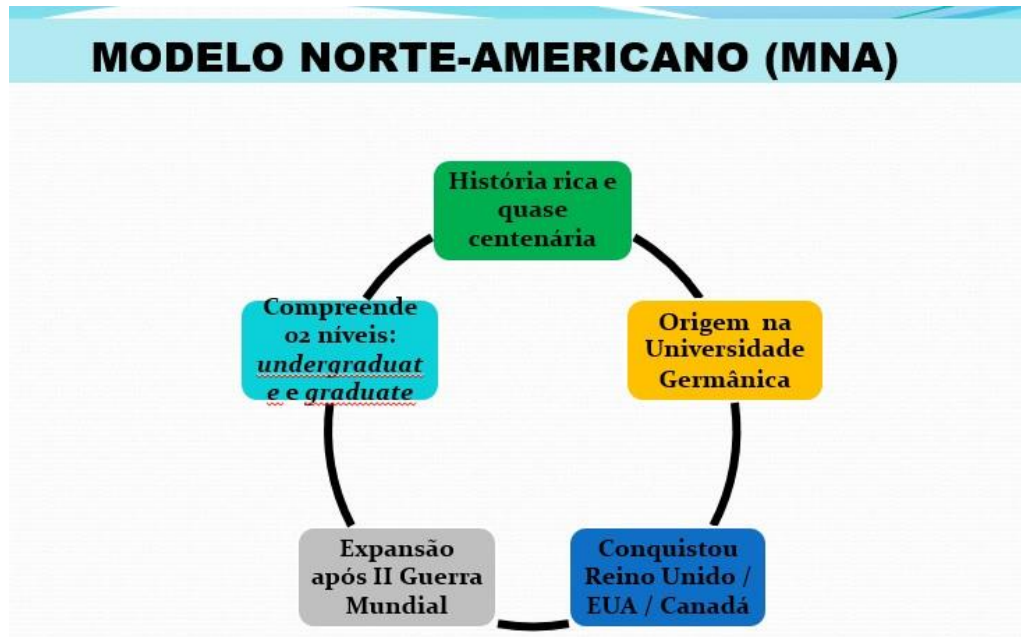 MODELO NORTE-AMERICANO (MNA)
História rica e
quase
centenária
Origem na
Universidade
Germânica
Conquistou
Reino Unido /
EUA / Canadá
Expansão
após II Guerra
Mundial
Compreende
02 níveis:
undergraduat
e e graduate